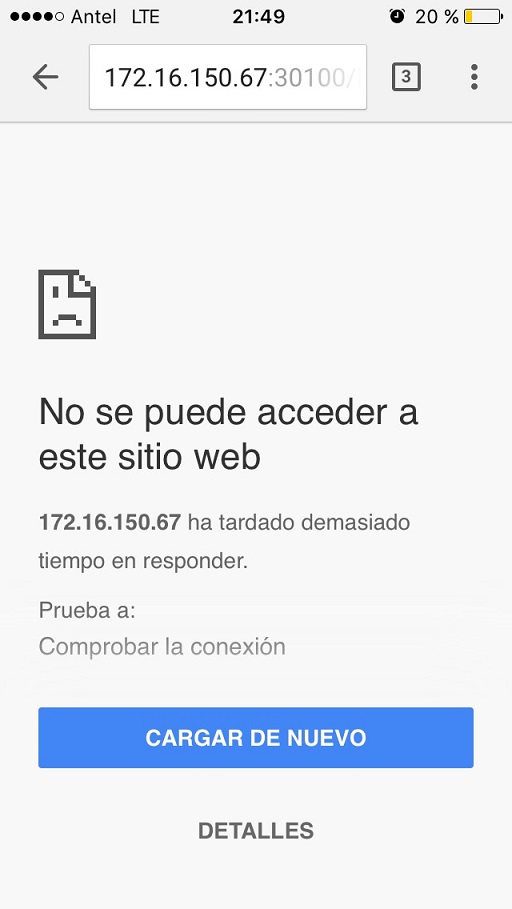 Antel LTE 21:49 20 %
172.16.150.67:30100/
3
No se puede acceder a
este sitio web
172.16.150.67 ha tardado demasiado
tiempo en responder.
Prueba a:
Comprobar la conexión
CARGAR DE NUEVO
DETALLES